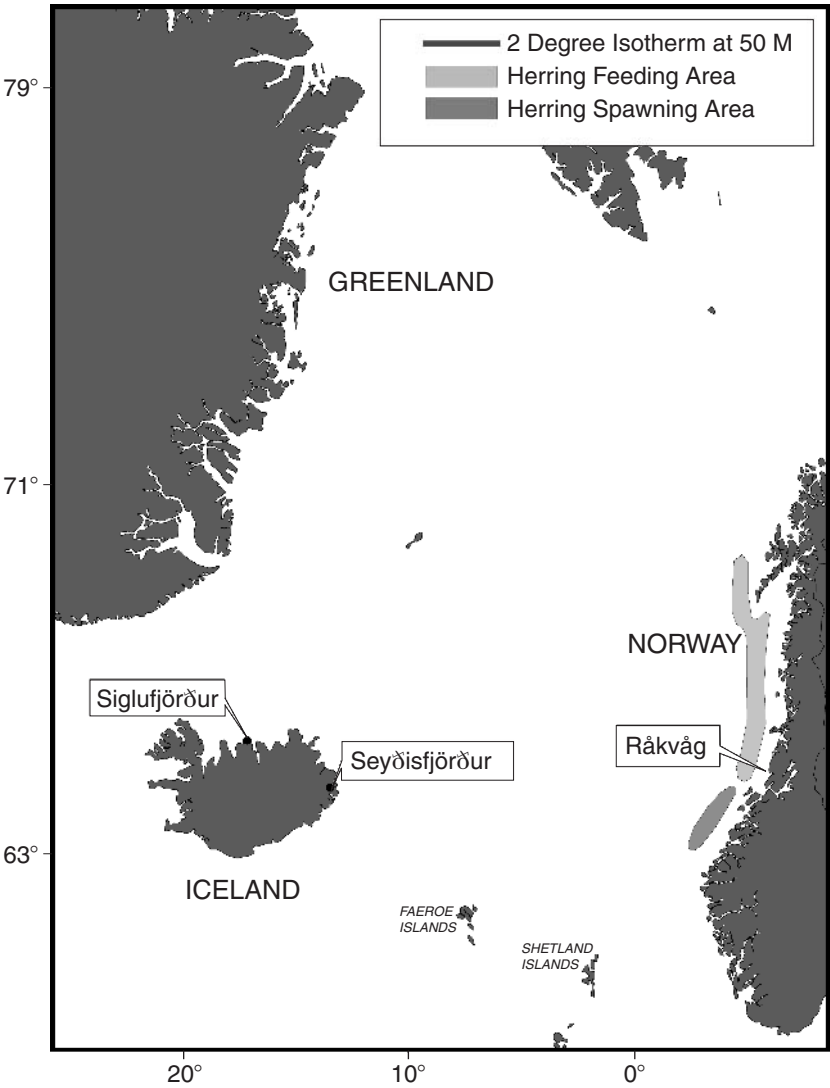 2 Degree Isotherm at 50 M
Herring Feeding Area
Herring Spawning Area
79°
GREENLAND
71°
NORWAY
Siglufjörður
Råkvåg
Seyðisfjörður
63°
ICELAND
FAEROE
ISLANDS
SHETLAND
ISLANDS
20°
10°
0°